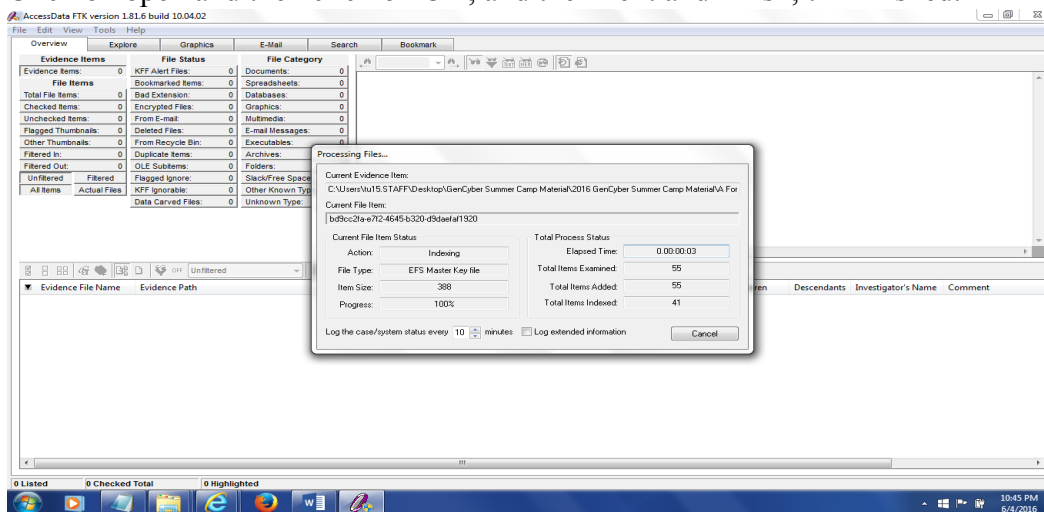 AccessData FTK version 1.81.6 build 10.04.02
File Edit View Tools Help
Overview Explore Graphics E-Mail Search Bookmark
Evidence Items File Status File Category
Evidence Items: 0 KFF Alert Files: 0 Documents: 0
File Items Bookmarked Items: 0 Spreadsheets: 0
Total File Items: 0 Bad Extension: 0 Databases: 0
Checked Items: 0 Encrypted Files: 0 Graphics: 0
Unchecked Items: 0 From E-mail: 0 Multimedia: 0
Flagged Thumbnails: 0 Deleted Files: 0 E-mail Messages: 0
Other Thumbnails: 0 From Recycle Bin: 0 Executables: 0
Filtered In: 0 Duplicate Items: 0 Archives:
Filtered Out: 0 OLE Subitems: 0 Folders:
Unfiltered Filtered Flagged Ignore: 0 Slack/Free Space
All Items Actual Files KFF Ignorable: 0 Other Known Typ
Data Carved Files: 0 Unknown Type:
Processing Files...
Current Evidence Item:
C:\Users\tu15.STAFF\Desktop\GenCyber Summer Camp Material\2016 GenCyber Summer Camp Material\A For
Current File Item:
bd9cc2fa-e7f2-4645-b320-d9daefaf1920
Current File Item Status Total Process Status
Action: Indexing Elapsed Time: 0.00:00:03
File Type: EFS Master Key file Total Items Examined: 55
Item Size: 388 Total Items Added: 55
Progress: 100% Total Items Indexed: 41
Log the case/system status every 10 minutes Log extended information Cancel
OFF Unfiltered
Evidence File Name Evidence Path ren Descendants Investigator's Name Comment
0 Listed 0 Checked Total 0 Highlighted
10:45 PM
6/4/2016